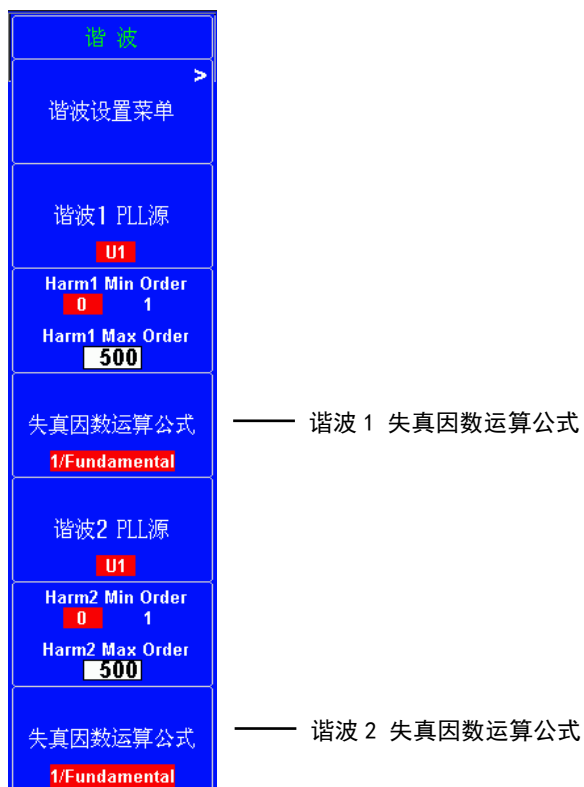 谐 波
>
谐波设置菜单
谐波1 PLL源
U1
Harm1 Min Order
0 1
Harm1 Max Order
500
失真因数运算公式
1/Fundamental
谐波 1 失真因数运算公式
谐波2 PLL源
U1
Harm2 Min Order
0 1
Harm2 Max Order
500
失真因数运算公式
1/Fundamental
谐波 2 失真因数运算公式